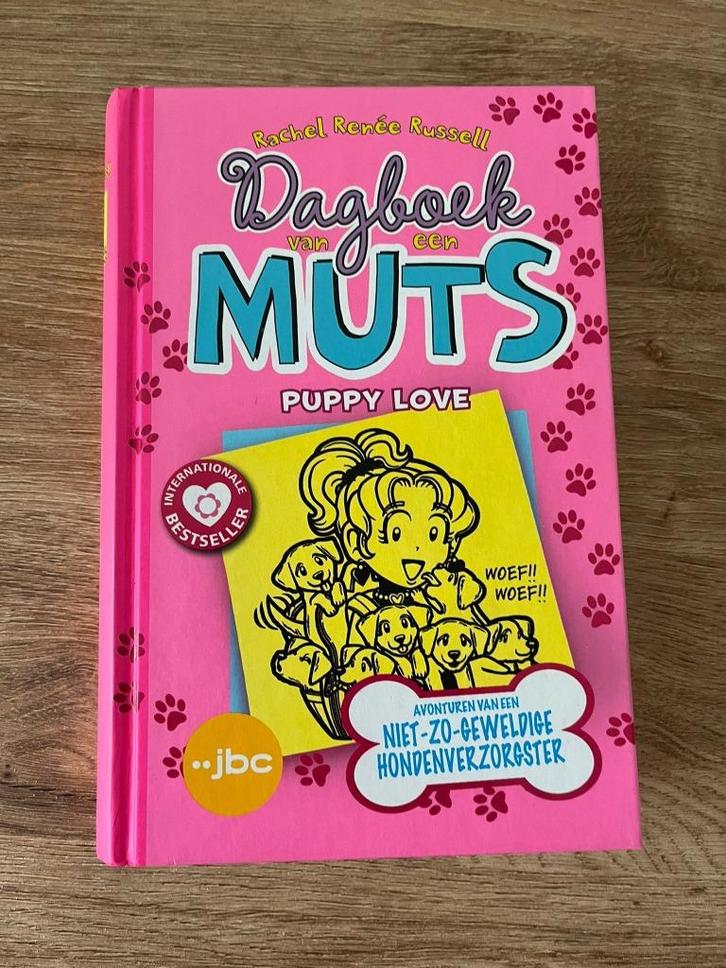 Rachel Renée Russell
Dagboek
van een
MUTS
PUPPY LOVE
INTERNATIONALE
BESTSELLER
WOEF!!
WOEF!!
AVONTUREN VAN EEN
NIET-ZO-GEWELDIGE
HONDENVERZORGSTER
jbc